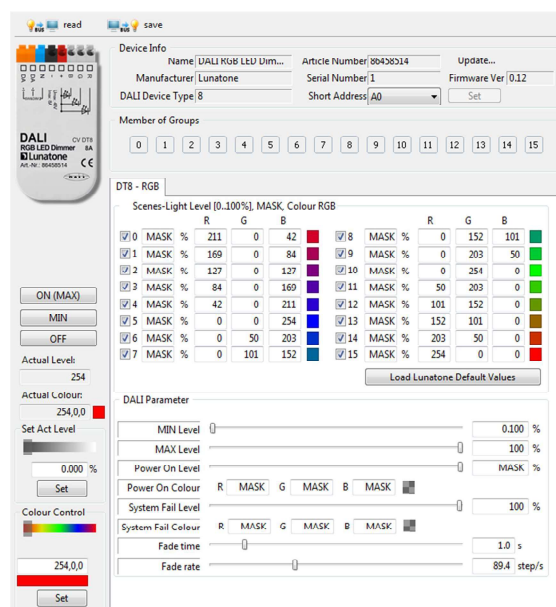 read save
Device Info
Name DALI RGB LED Dim... Article Number 86458514 Update...
Manufacturer Lunatone Serial Number 1 Firmware Ver 0.12
DALI Device Type 8 Short Address A0 Set
Member of Groups
0 1 2 3 4 5 6 7 8 9 10 11 12 13 14 15
DALI CV DT8
RGB LED Dimmer 8A
Lunatone
Art.-Nr.: 86458514 CE
DT8 - RGB
Scenes-Light Level [0..100%], MASK, Colour RGB
R G B R G B
0 MASK % 211 0 42 8 MASK % 0 152 101
1 MASK % 169 0 84 9 MASK % 0 203 50
2 MASK % 127 0 127 10 MASK % 0 254 0
3 MASK % 84 0 169 11 MASK % 50 203 0
4 MASK % 42 0 211 12 MASK % 101 152 0
5 MASK % 0 0 254 13 MASK % 152 101 0
6 MASK % 0 50 203 14 MASK % 203 50 0
7 MASK % 0 101 152 15 MASK % 254 0 0
Load Lunatone Default Values
ON (MAX)
MIN
OFF
Actual Level:
254
Actual Colour:
254,0,0
Set Act Level
0.000 %
Set
Colour Control
254,0,0
Set
DALI Parameter
MIN Level 0.100 %
MAX Level 100 %
Power On Level MASK %
Power On Colour R MASK G MASK B MASK
System Fail Level 100 %
System Fail Colour R MASK G MASK B MASK
Fade time 1.0 s
Fade rate 89.4 step/s